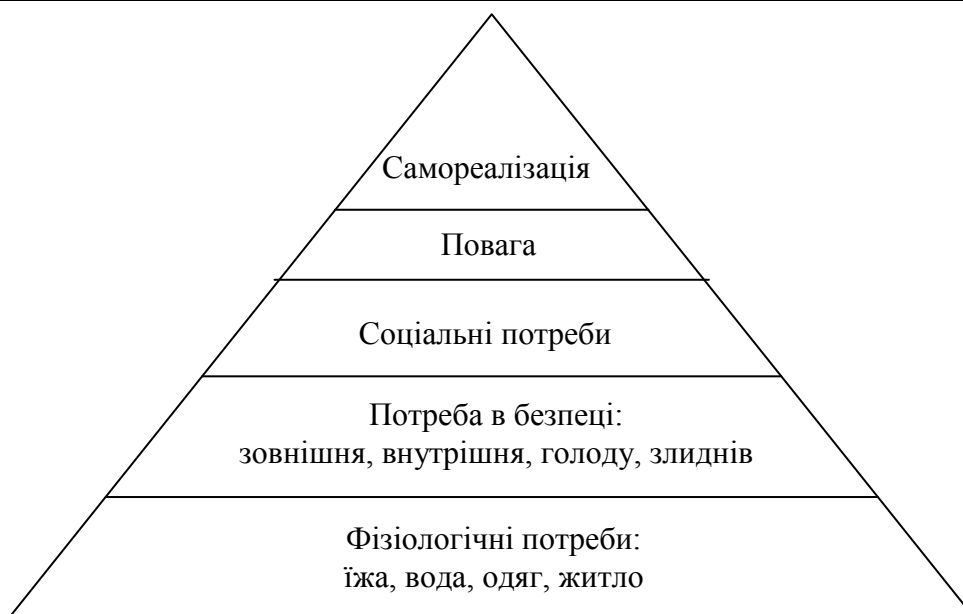 Самореалізація
Повага
Соціальні потреби
Потреба в безпеці:
зовнішня, внутрішня, голоду, злиднів
Фізіологічні потреби:
їжа, вода, одяг, житло